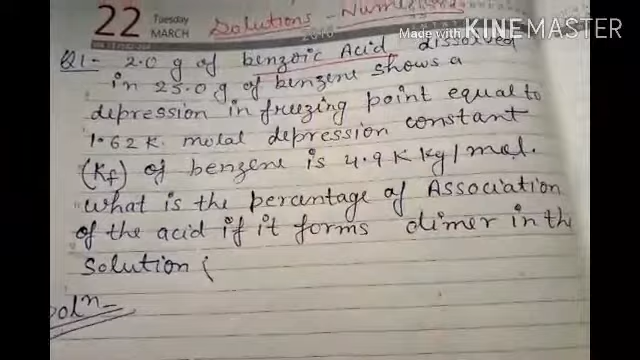 22 Tuesday
MARCH
Solutions - Numericals
2016
Made with KINEMASTER
Q1- 2.0 g of benzoic Acid dissolved
in 25.0 g of benzene shows a
depression in freezing point equal to
1.62 K. molal depression constant
(Kf) of benzene is 4.9 K kg/mol.
what is the percentage of Association
of the acid if it forms dimer in the
solution (
Solⁿ-